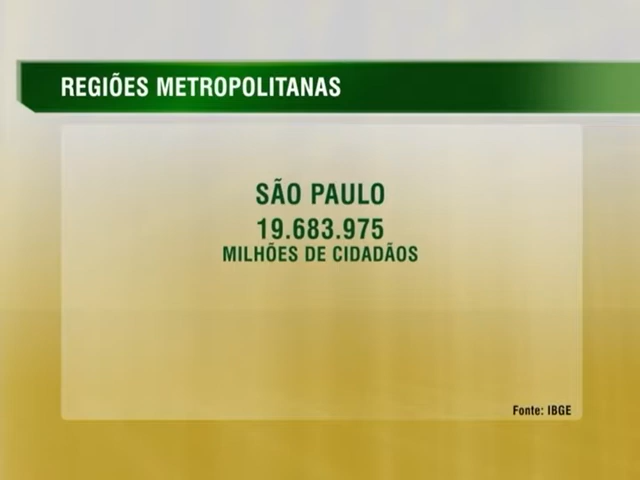 REGIÕES METROPOLITANAS
SÃO PAULO
19.683.975
MILHÕES DE CIDADÃOS
Fonte: IBGE